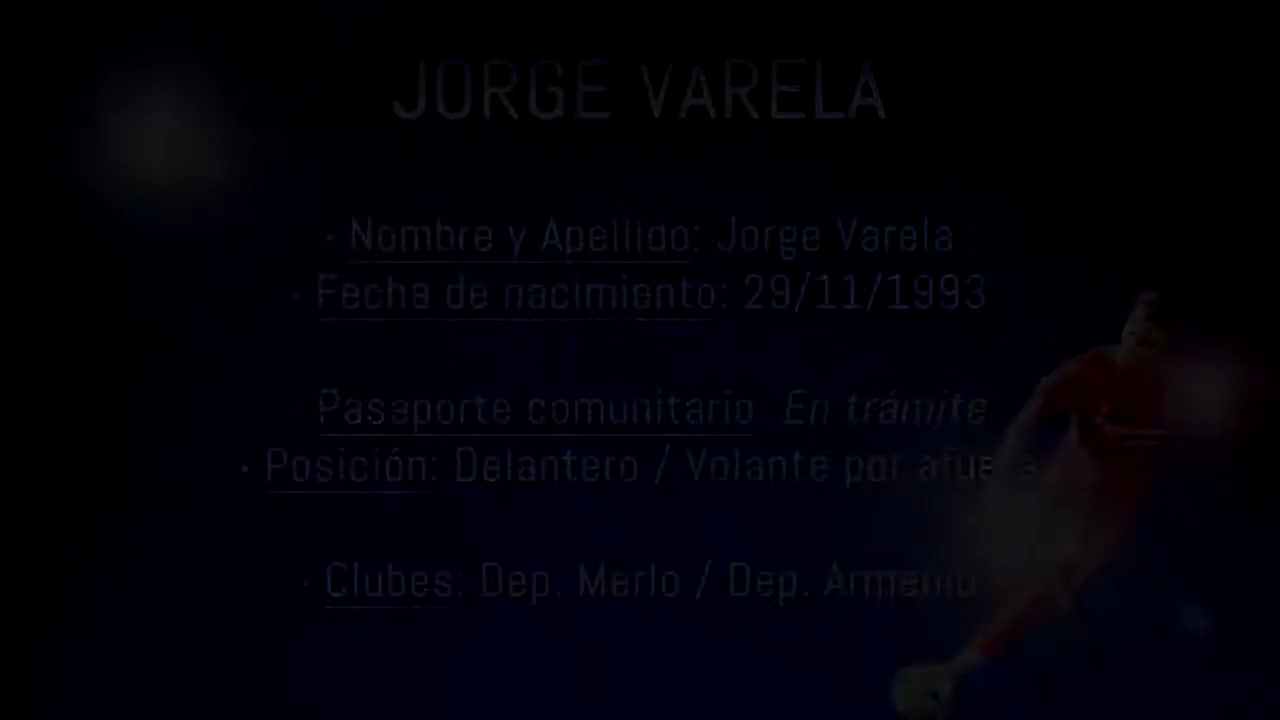 JORGE VARELA
· Nombre y Apellido: Jorge Varela
· Fecha de nacimiento: 29/11/1993
Pasaporte comunitario: En trámite
· Posición: Delantero / Volante por afuera.
· Clubes: Dep. Merlo / Dep. Armenio